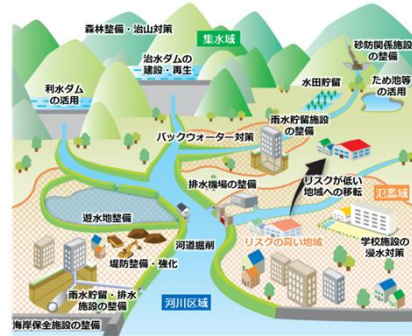 森林整備・治山対策
集水域
砂防関係施設
の整備
治水ダムの
建設・再生
水田貯留
ため池等
の活用
利水ダム
の活用
雨水貯留施設
の整備
バックウォーター対策
排水機場の整備
リスクが低い
地域への移転
氾濫域
遊水地整備
河道掘削
リスクの高い地域
学校施設の
浸水対策
堤防整備・強化
雨水貯留・排水
施設の整備
河川区域
海岸保全施設の整備